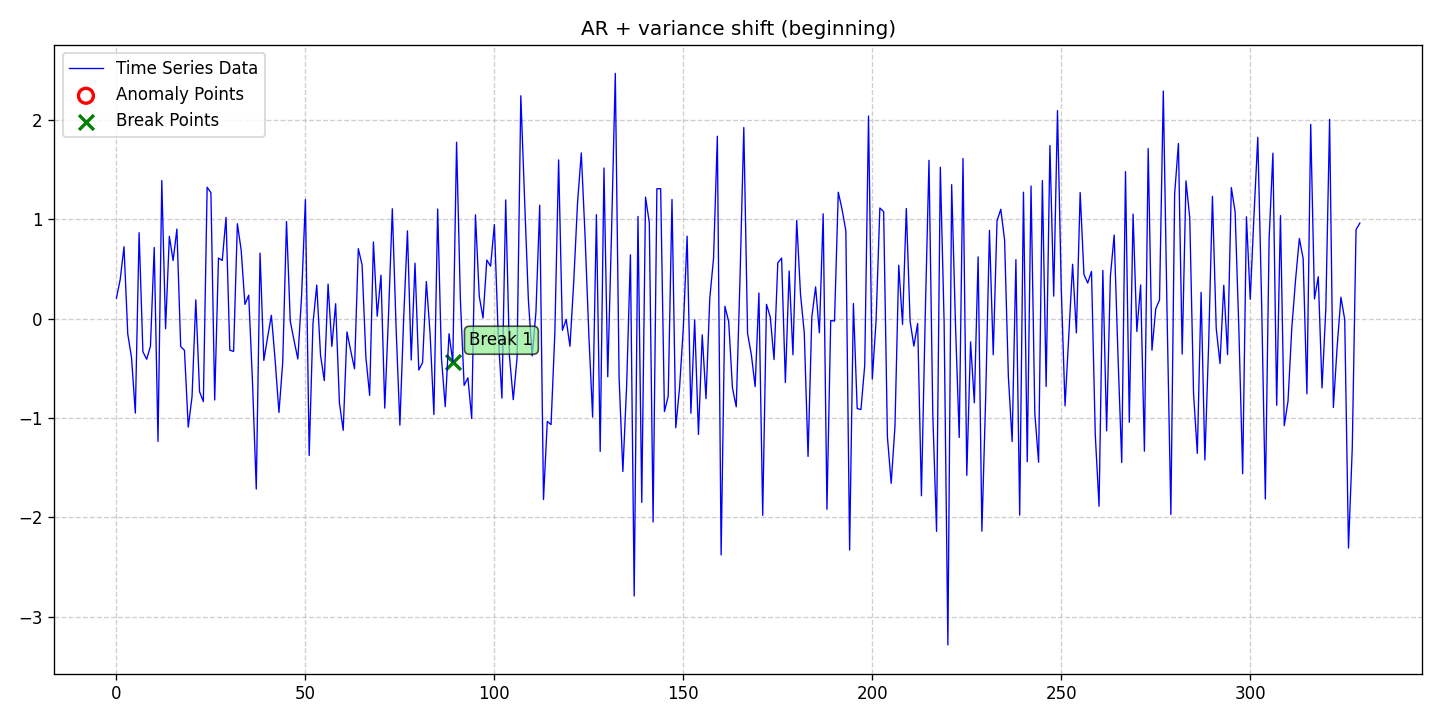 AR + variance shift (beginning)
Time Series Data
Anomaly Points
Break Points
2
1
0
−1
−2
−3
Break 1
0
50
100
150
200
250
300